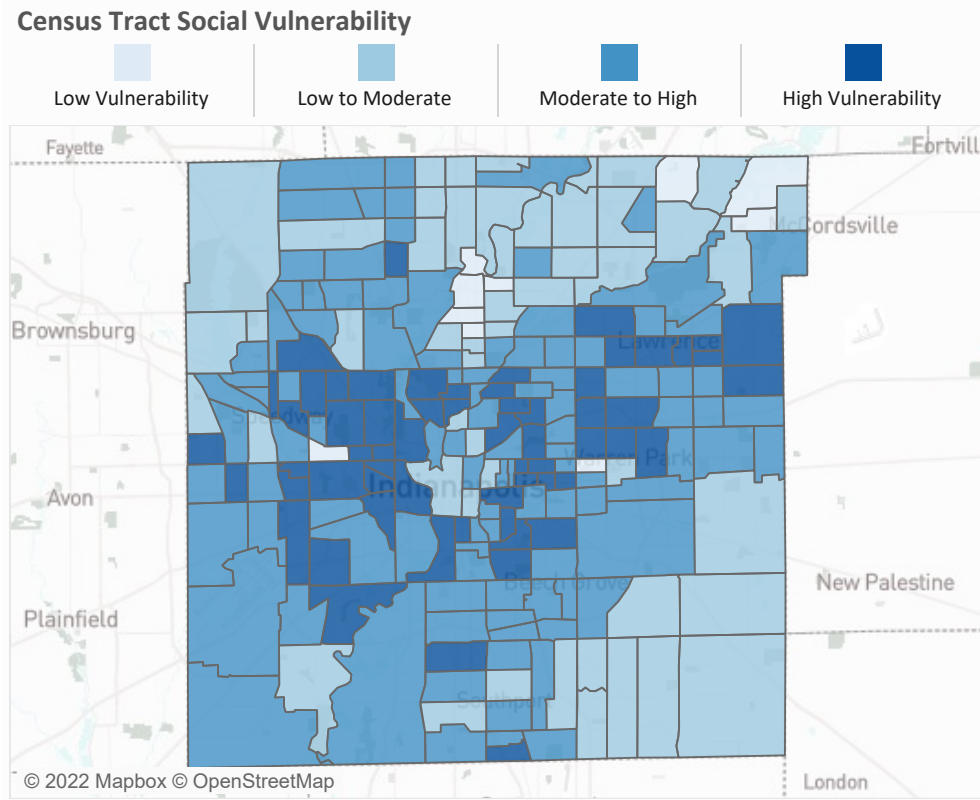 Census Tract Social Vulnerability
Low Vulnerability
Low to Moderate
Moderate to High
High Vulnerability
Fayette
Fortvill
McCordsville
Brownsburg
Lawrence
Speedway
Warren Park
Indianapolis
Avon
Beech Grove
New Palestine
Plainfield
Southport
© 2022 Mapbox © OpenStreetMap
London